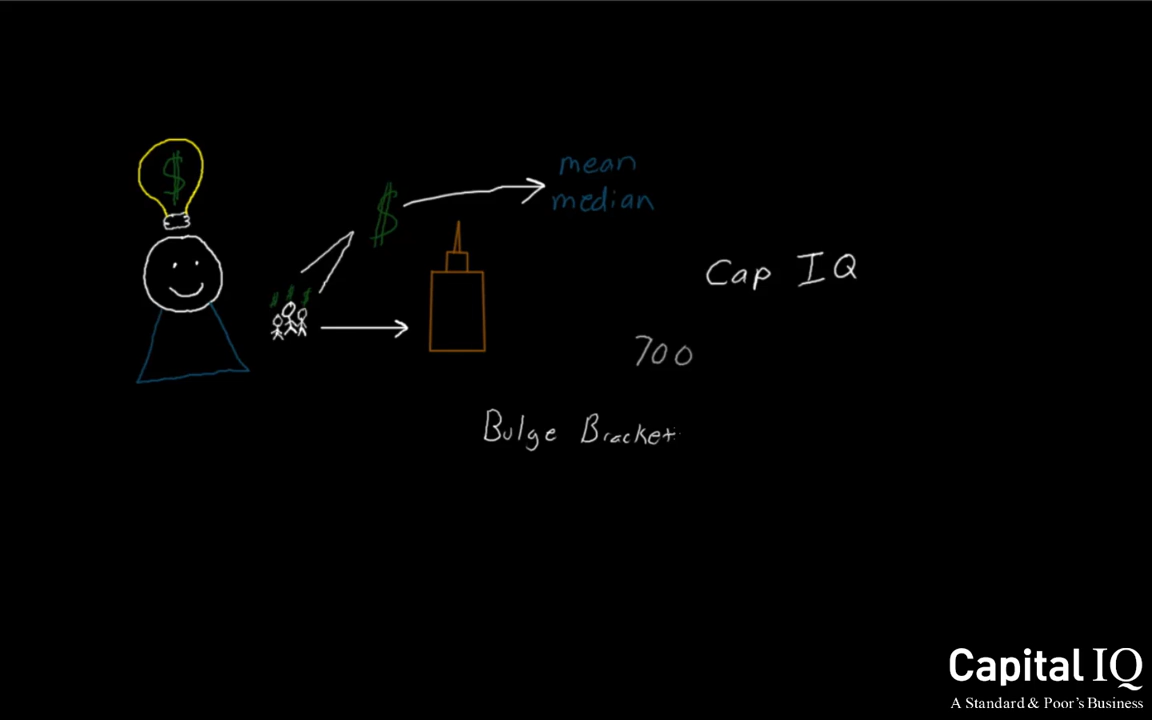 $
$
mean
median
Cap IQ
$ $ $
700
Bulge Bracket
Capital IQ
A Standard & Poor's Business